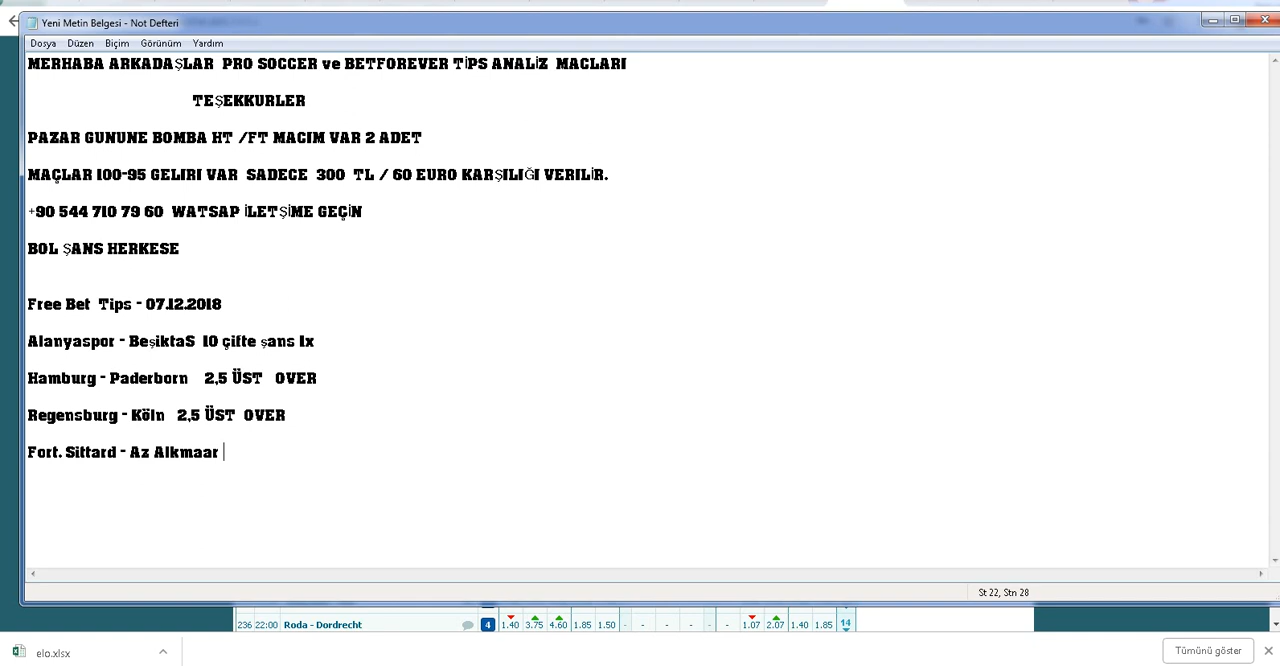 Yeni Metin Belgesi - Not Defteri
Dosya Düzen Biçim Görünüm Yardım
MERHABA ARKADAŞLAR PRO SOCCER ve BETFOREVER TİPS ANALİZ MACLARI
TEŞEKKURLER
PAZAR GUNUNE BOMBA HT /FT MACIM VAR 2 ADET
MAÇLAR 100-95 GELIRI VAR SADECE 300 TL / 60 EURO KARŞILIĞI VERILİR.
+90 544 710 79 60 WATSAP İLETŞİME GEÇİN
BOL ŞANS HERKESE
Free Bet Tips - 07.12.2018
Alanyaspor - BeşiktaS 10 çifte şans 1x
Hamburg - Paderborn 2,5 ÜST OVER
Regensburg - Köln 2,5 ÜST OVER
Fort. Sittard - Az Alkmaar
St 22, Stn 28
236 22:00 Roda - Dordrecht 4 1.40 3.75 4.60 1.85 1.50 - - - - - 1.07 2.07 1.40 1.85 14
elo.xlsx
Tümünü göster